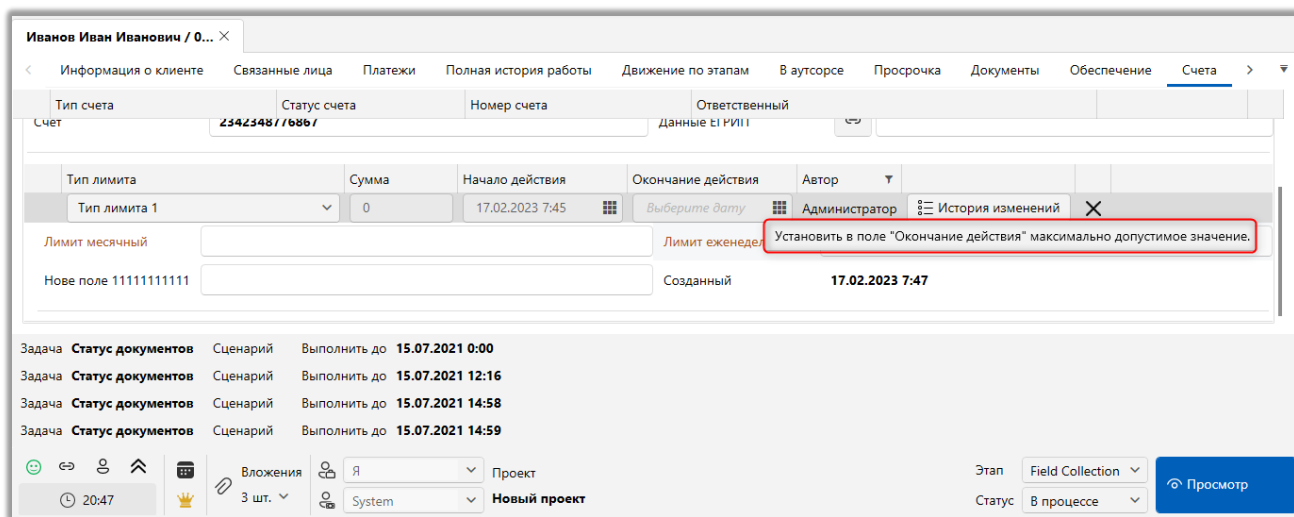 Иванов Иван Иванович / 0...
Информация о клиенте Связанные лица Платежи Полная история работы Движение по этапам В аутсорсе Просрочка Документы Обеспечение Счета
Тип счета Статус счета Номер счета Ответственный
Счет 2342348776867 Данные ЕГРИП
Тип лимита Сумма Начало действия Окончание действия Автор
Тип лимита 1 0 17.02.2023 7:45 Выберите дату Администратор История изменений
Лимит месячный Лимит еженедел
Установить в поле "Окончание действия" максимально допустимое значение.
Нове поле 11111111111 Созданный 17.02.2023 7:47
Задача Статус документов Сценарий Выполнить до 15.07.2021 0:00
Задача Статус документов Сценарий Выполнить до 15.07.2021 12:16
Задача Статус документов Сценарий Выполнить до 15.07.2021 14:58
Задача Статус документов Сценарий Выполнить до 15.07.2021 14:59
Вложения Я Проект Этап Field Collection
20:47 3 шт. System Новый проект Статус В процессе
Просмотр